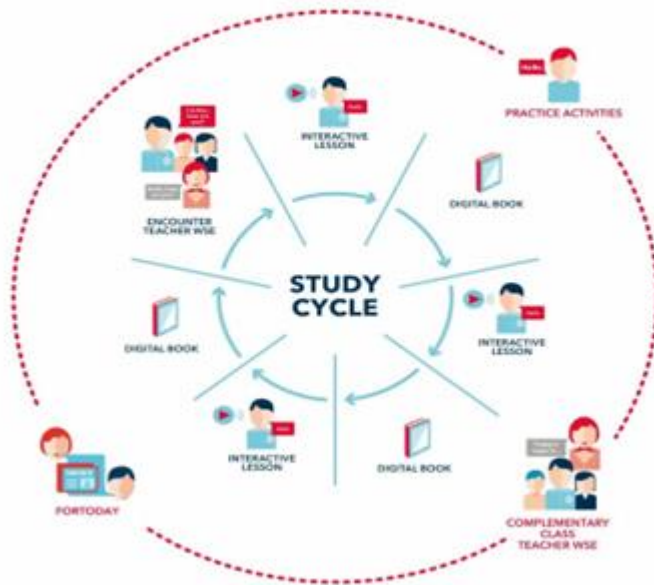 STUDY
CYCLE
INTERACTIVE
LESSON
PRACTICE ACTIVITIES
DIGITAL BOOK
INTERACTIVE
LESSON
COMPLEMENTARY
CLASS
TEACHER WSE
DIGITAL BOOK
INTERACTIVE
LESSON
FORTODAY
DIGITAL BOOK
ENCOUNTER
TEACHER WSE